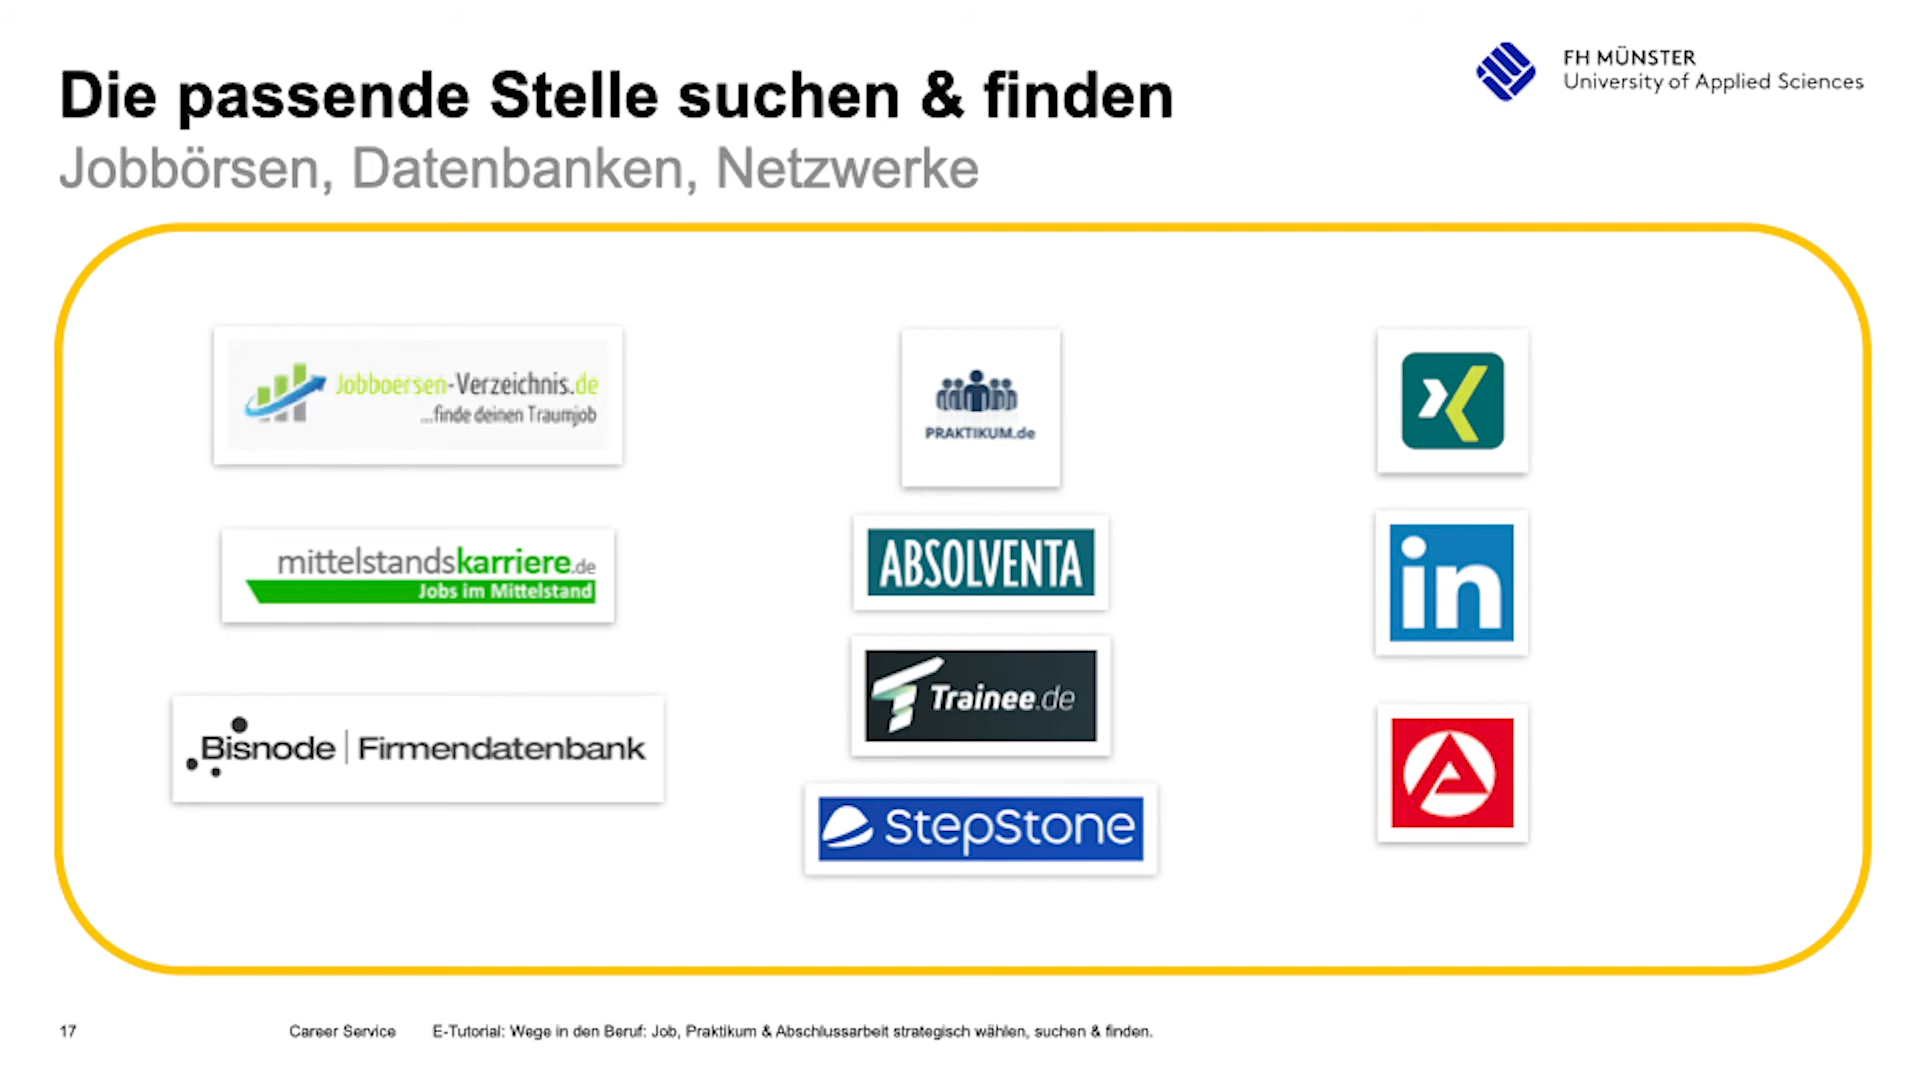 Die passende Stelle suchen & finden
Jobbörsen, Datenbanken, Netzwerke
FH MÜNSTER
University of Applied Sciences
Jobboersen-Verzeichnis.de
...finde deinen Traumjob
mittelstandskarriere.de
Jobs im Mittelstand
Bisnode | Firmendatenbank
PRAKTIKUM.de
ABSOLVENTA
Trainee.de
StepStone
in
17
Career Service
E-Tutorial: Wege in den Beruf: Job, Praktikum & Abschlussarbeit strategisch wählen, suchen & finden.